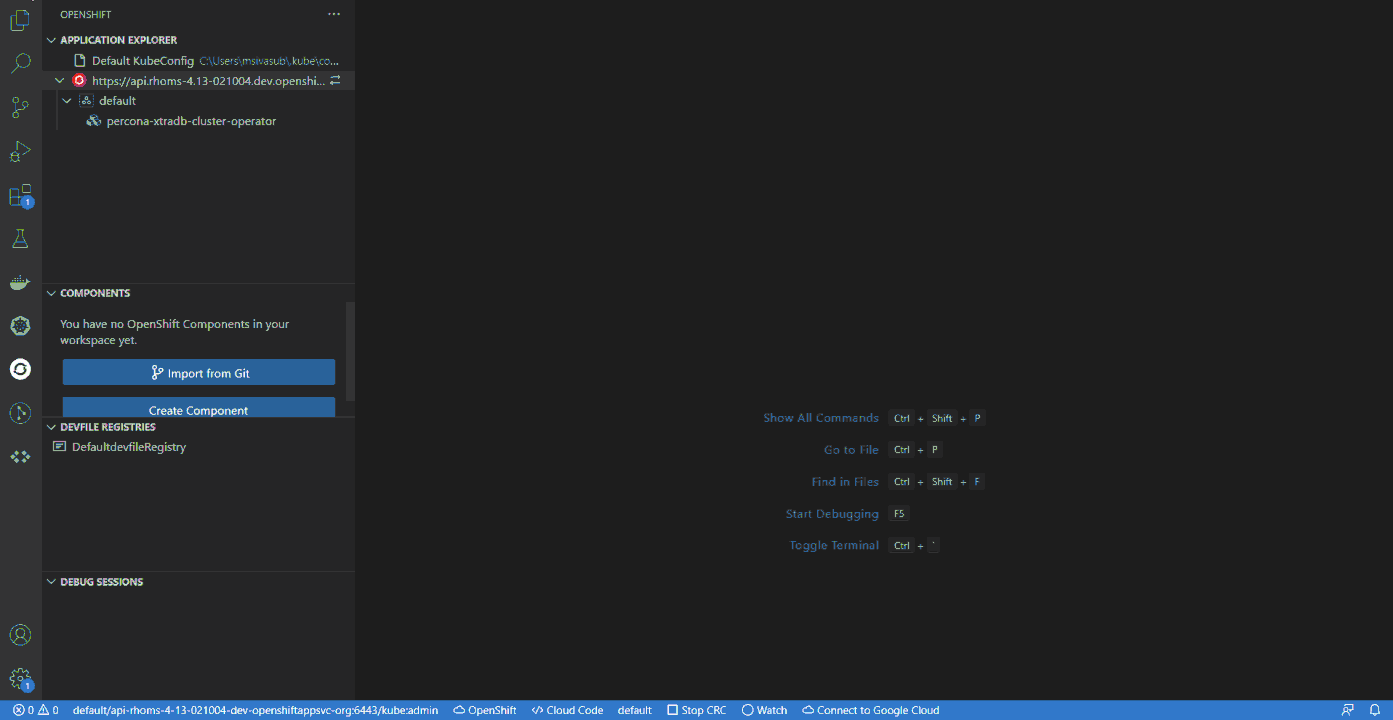 OPENSHIFT
APPLICATION EXPLORER
Default KubeConfig C:\Users\msivasub\.kube\co...
https://api.rhoms-4.13-021004.dev.openshi...
default
percona-xtradb-cluster-operator
1
COMPONENTS
You have no OpenShift Components in your
workspace yet.
Import from Git
Create Component
DEVFILE REGISTRIES
DefaultdevfileRegistry
DEBUG SESSIONS
1
Show All Commands Ctrl + Shift + P
Go to File Ctrl + P
Find in Files Ctrl + Shift + F
Start Debugging F5
Toggle Terminal Ctrl + `
0 0 default/api-rhoms-4-13-021004-dev-openshiftappsvc-org:6443/kube:admin OpenShift </> Cloud Code default Stop CRC Watch Connect to Google Cloud